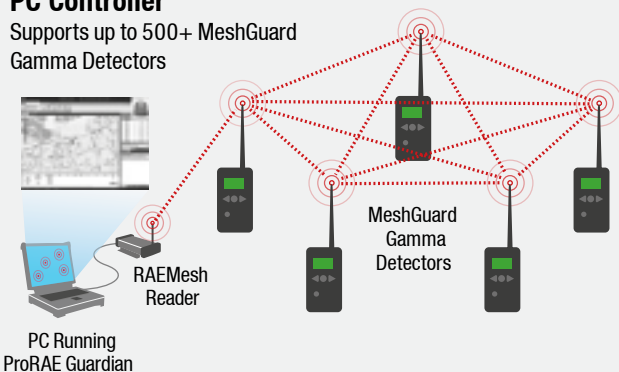 PC Controller
Supports up to 500+ MeshGuard
Gamma Detectors
MeshGuard
Gamma
Detectors
RAEMesh
Reader
PC Running
ProRAE Guardian